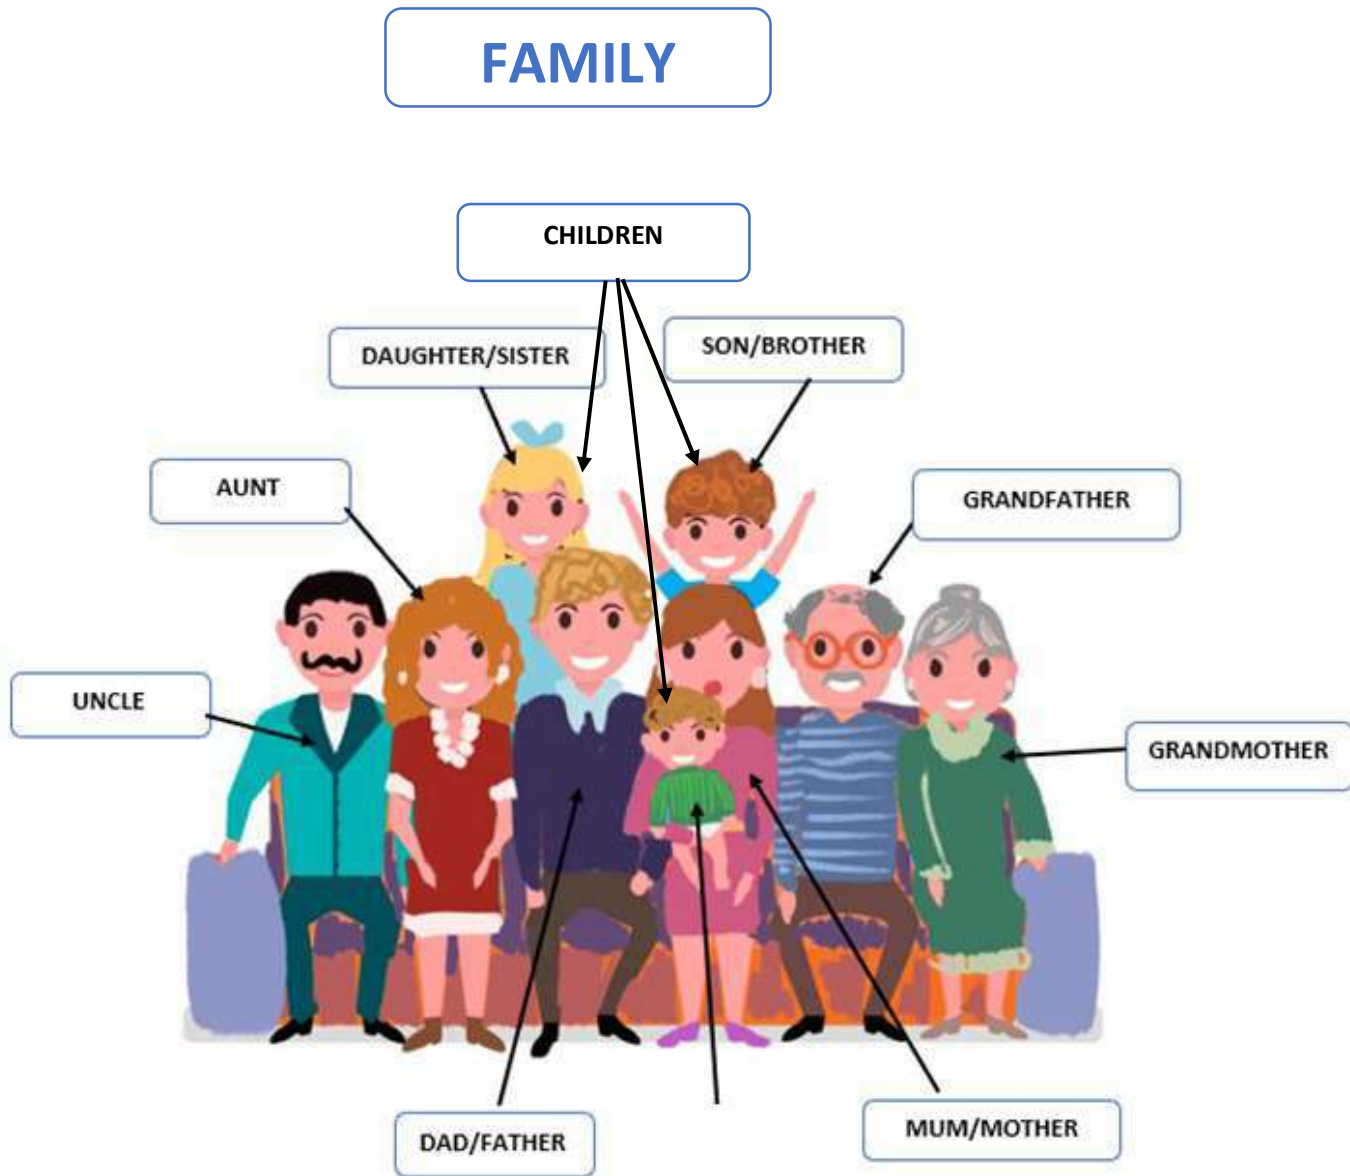 FAMILY
CHILDREN
DAUGHTER/SISTER
SON/BROTHER
AUNT
GRANDFATHER
UNCLE
GRANDMOTHER
DAD/FATHER
MUM/MOTHER